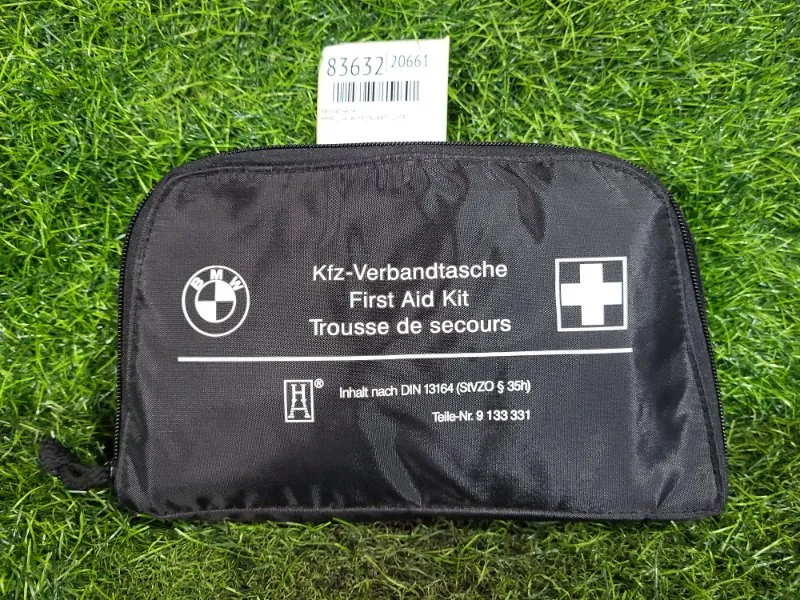 83632 20661
BMW
Kfz-Verbandtasche
First Aid Kit
Trousse de secours
HA®
Inhalt nach DIN 13164 (StVZO § 35h)
Teile-Nr. 9 133 331